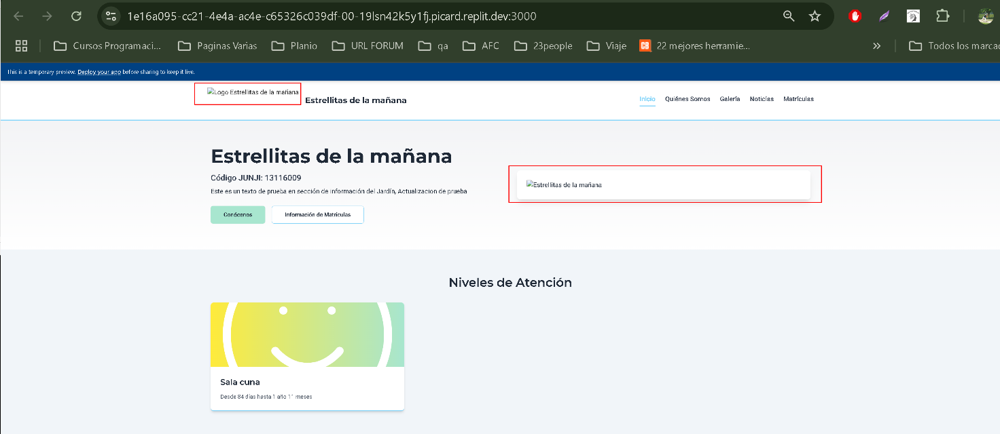 1e16a095-cc21-4e4a-ac4e-c65326c039df-00-19lsn42k5y1fj.picard.replit.dev:3000
Cursos Programaci... Paginas Varias Planio URL FORUM qa AFC 23people Viaje CB 22 mejores herramie... » Todos los marcad
This is a temporary preview. Deploy your app before sharing to keep it live.
Logo Estrellitas de la mañana
Estrellitas de la mañana
Inicio Quiénes Somos Galería Noticias Matrículas
Estrellitas de la mañana
Código JUNJI: 13116009
Este es un texto de prueba en sección de información del Jardín, Actualizacion de prueba
Conócenos Información de Matrículas
Estrellitas de la mañana
Niveles de Atención
Sala cuna
Desde 84 días hasta 1 año 11 meses